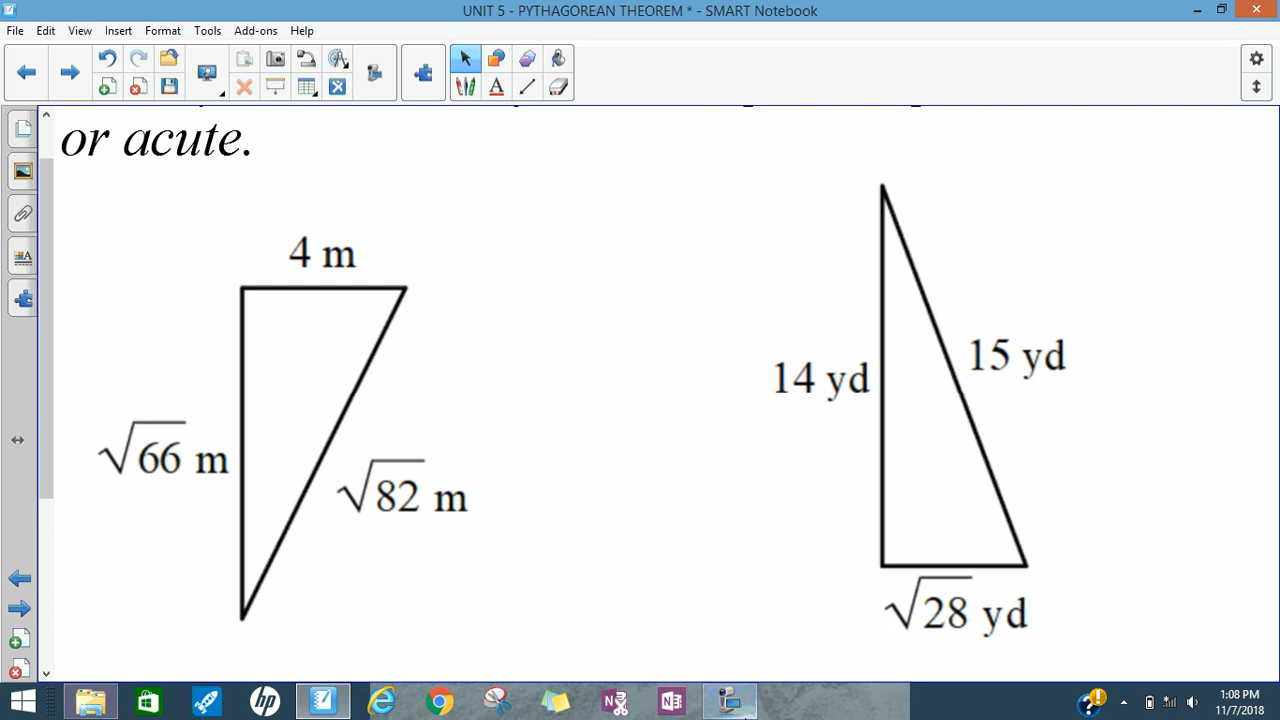 UNIT 5 - PYTHAGOREAN THEOREM * - SMART Notebook
File Edit View Insert Format Tools Add-ons Help
or acute.
4 m
√66 m
√82 m
14 yd
15 yd
√28 yd
1:08 PM
11/7/2018